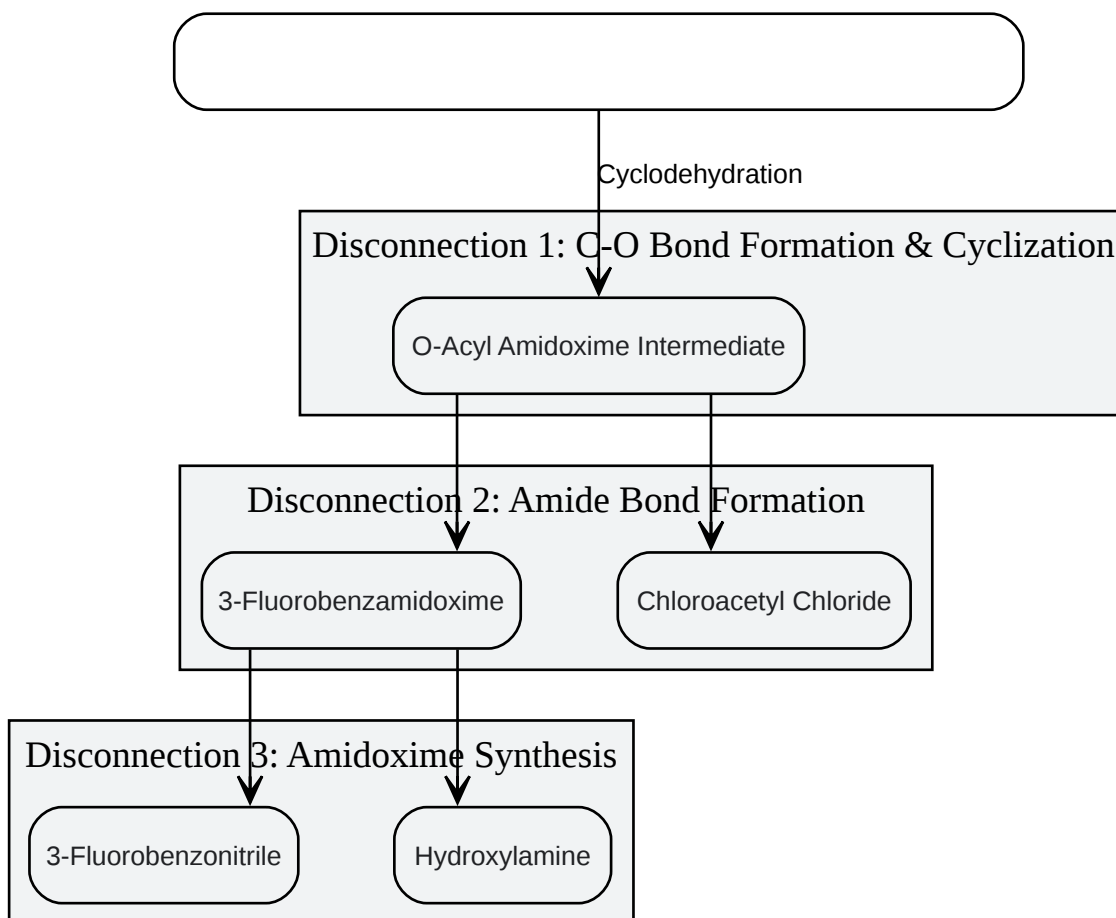 Cyclodehydration
Disconnection 1: C-O Bond Formation & Cyclization
O-Acyl Amidoxime Intermediate
Disconnection 2: Amide Bond Formation
3-Fluorobenzamidoxime
Chloroacetyl Chloride
Disconnection 3: Amidoxime Synthesis
3-Fluorobenzonitrile
Hydroxylamine